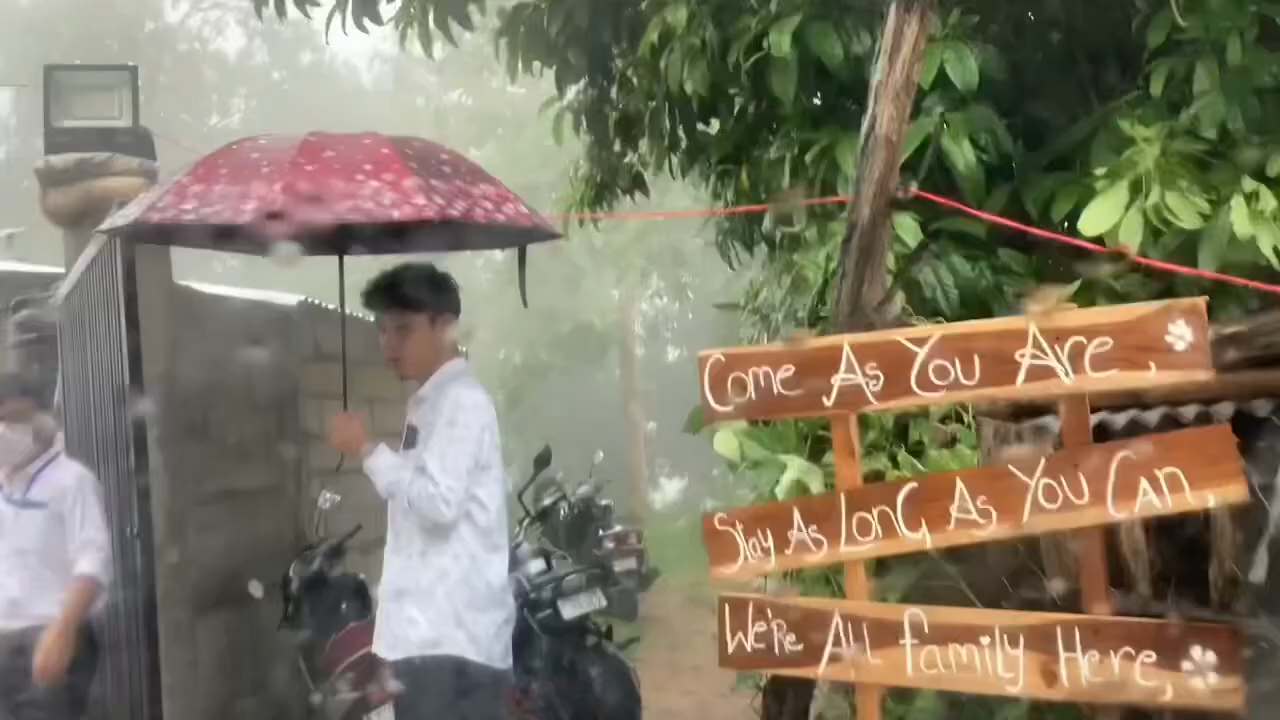 Come As You Are,
Stay As Long As You Can,
We're All family Here,